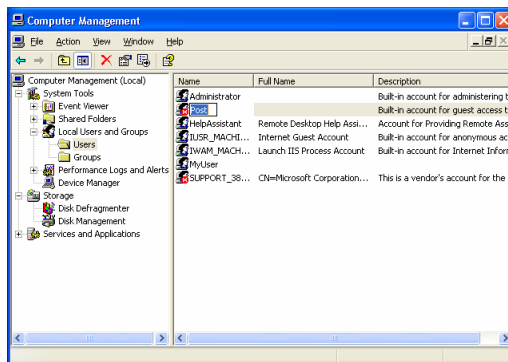 Computer Management
File Action View Window Help
Computer Management (Local)
System Tools
Event Viewer
Shared Folders
Local Users and Groups
Users
Groups
Performance Logs and Alerts
Device Manager
Storage
Disk Defragmenter
Disk Management
Services and Applications
Name Full Name Description
Administrator Built-in account for administering t
Post Built-in account for guest access t
HelpAssistant Remote Desktop Help Assi... Account for Providing Remote Ass
IUSR_MACHI... Internet Guest Account Built-in account for anonymous ac
IWAM_MACH... Launch IIS Process Account Built-in account for Internet Inform
MyUser
SUPPORT_38... CN=Microsoft Corporation... This is a vendor's account for the